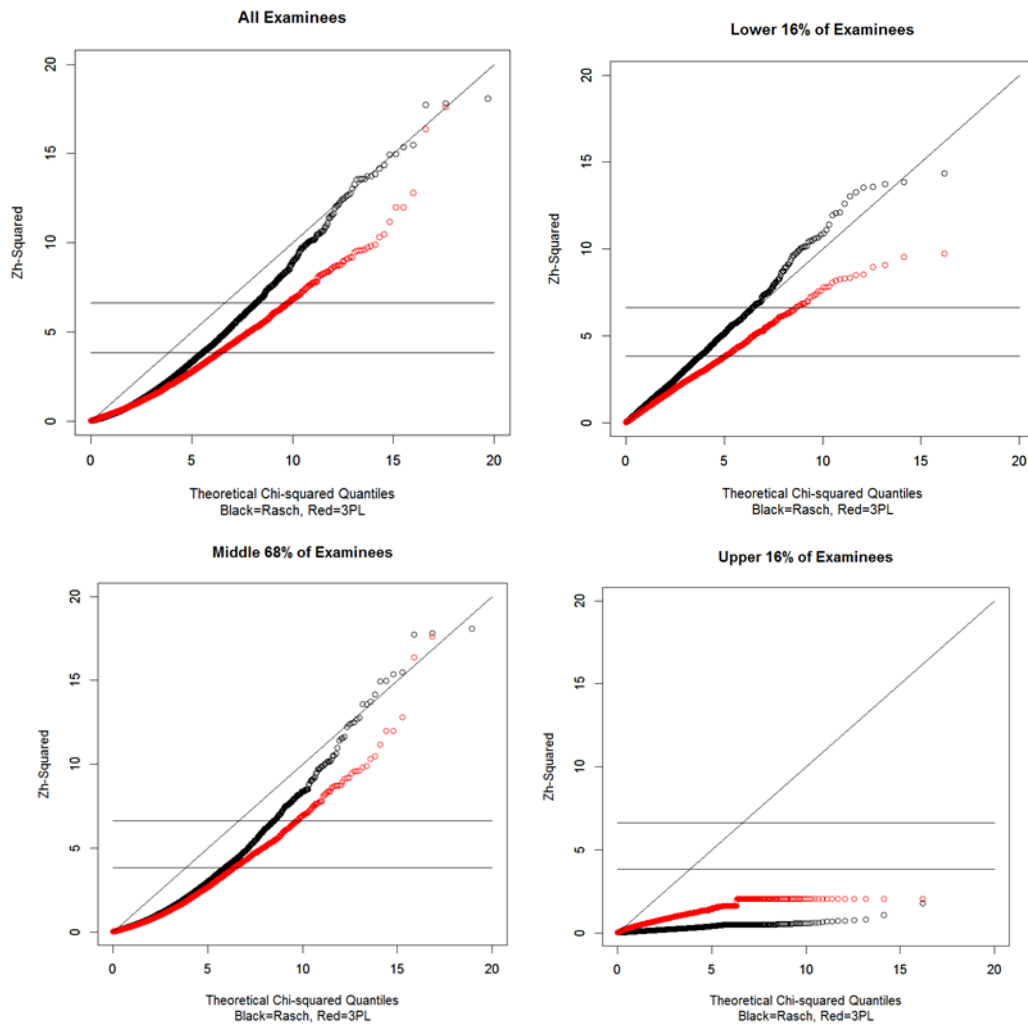 All Examinees
Zh-Squared
20
15
10
5
0
0 5 10 15 20
Theoretical Chi-squared Quantiles
Black=Rasch, Red=3PL
Lower 16% of Examinees
Zh-Squared
20
15
10
5
0
0 5 10 15 20
Theoretical Chi-squared Quantiles
Black=Rasch, Red=3PL
Middle 68% of Examinees
Zh-Squared
20
15
10
5
0
0 5 10 15 20
Theoretical Chi-squared Quantiles
Black=Rasch, Red=3PL
Upper 16% of Examinees
Zh-Squared
20
15
10
5
0
0 5 10 15 20
Theoretical Chi-squared Quantiles
Black=Rasch, Red=3PL